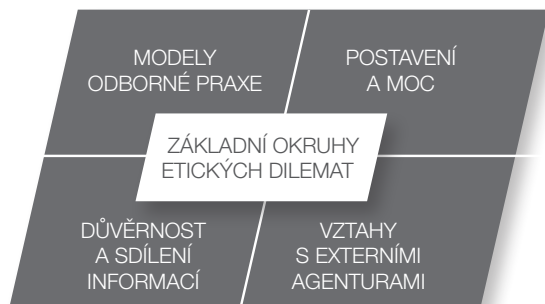 MODELY
ODBORNÉ PRAXE
POSTAVENÍ
A MOC
ZÁKLADNÍ OKRUHY
ETICKÝCH DILEMAT
DŮVĚRNOST
A SDÍLENÍ
INFORMACÍ
VZTAHY
S EXTERNÍMI
AGENTURAMI